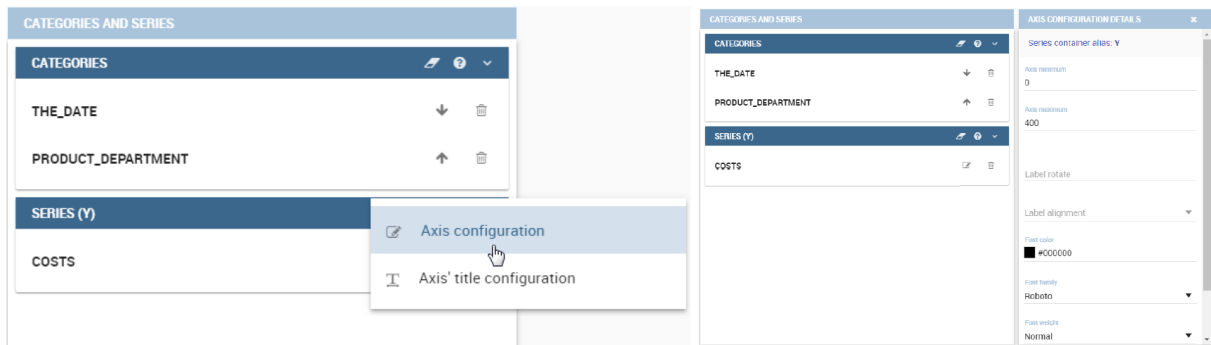 CATEGORIES AND SERIES
CATEGORIES
THE_DATE
PRODUCT_DEPARTMENT
SERIES (Y)
COSTS
Axis configuration
Axis' title configuration
CATEGORIES AND SERIES
CATEGORIES
THE_DATE
PRODUCT_DEPARTMENT
SERIES (Y)
COSTS
AXIS CONFIGURATION DETAILS
Series container alias: Y
Axis minimum
0
Axis maximum
400
Label rotate
Label alignment
Font color
#000000
Font family
Roboto
Font weight
Normal